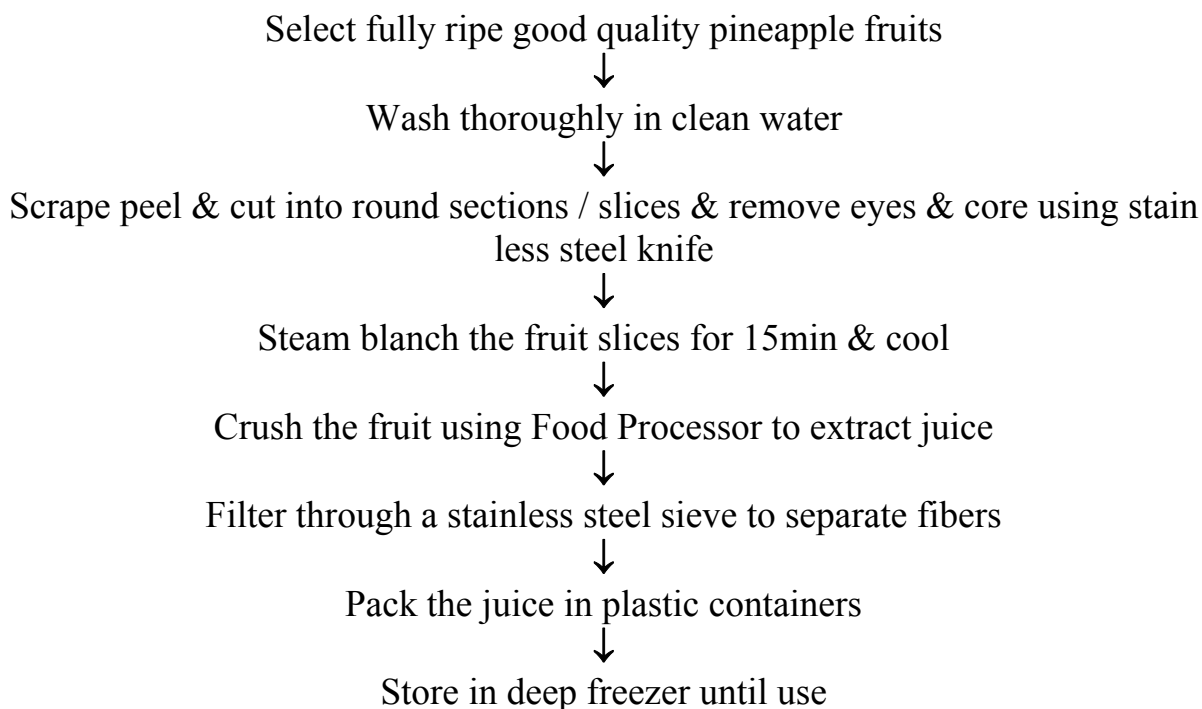 Select fully ripe good quality pineapple fruits
↓
Wash thoroughly in clean water
↓
Scrape peel & cut into round sections / slices & remove eyes & core using stain
less steel knife
↓
Steam blanch the fruit slices for 15min & cool
↓
Crush the fruit using Food Processor to extract juice
↓
Filter through a stainless steel sieve to separate fibers
↓
Pack the juice in plastic containers
↓
Store in deep freezer until use